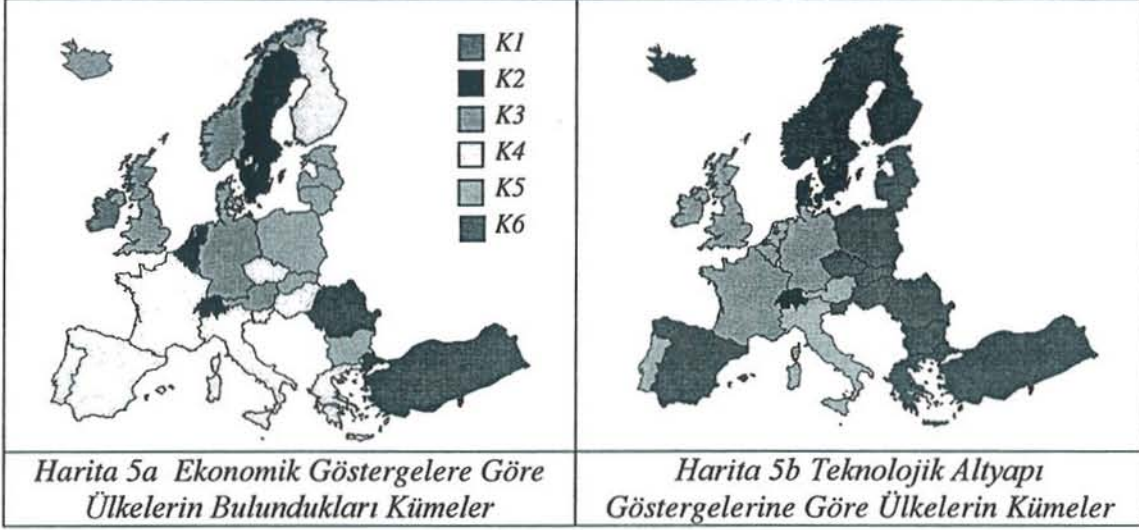 K1
K2
K3
K4
K5
K6
Harita 5a Ekonomik Göstergelere Göre
Ülkelerin Bulundukları Kümeler
Harita 5b Teknolojik Altyapı
Göstergelerine Göre Ülkelerin Kümeler